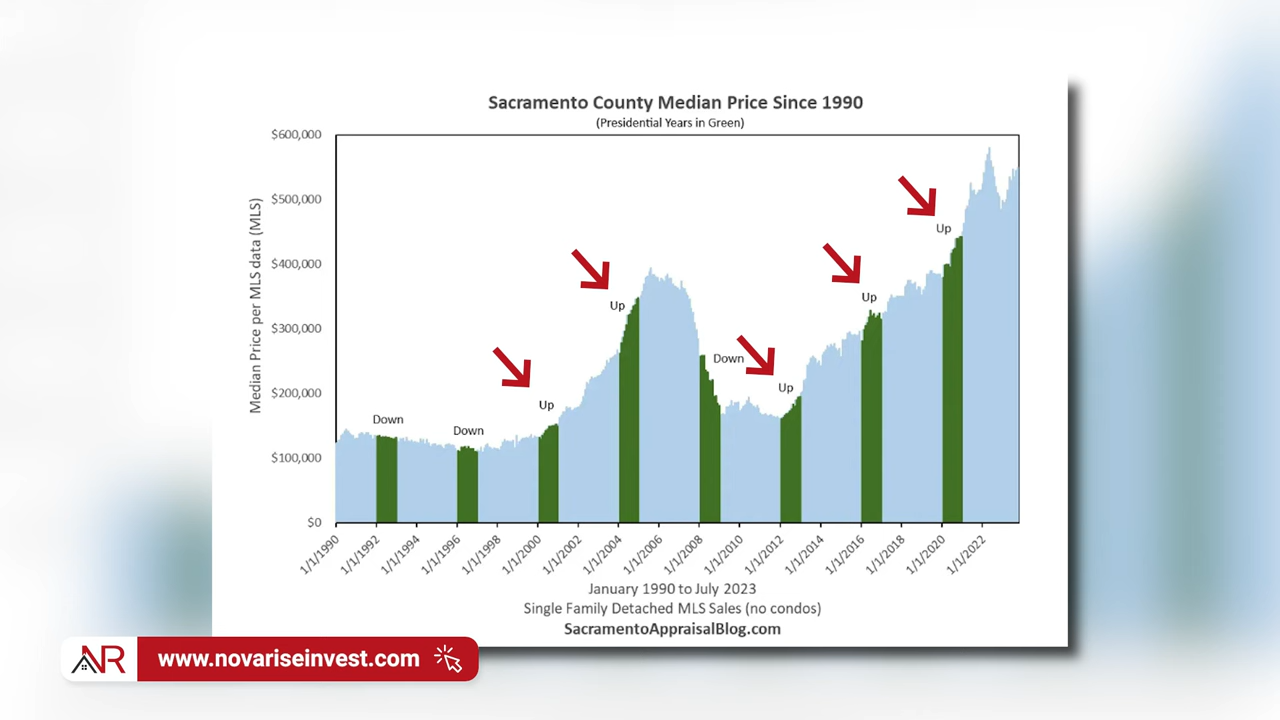 Sacramento County Median Price Since 1990
(Presidential Years in Green)
Median Price per MLS data (MLS)
$600,000
$500,000
$400,000
$300,000
$200,000
$100,000
$0
Down
Down
Up
Up
Down
Up
Up
Up
1/1/1990
1/1/1992
1/1/1994
1/1/1996
1/1/1998
1/1/2000
1/1/2002
1/1/2004
1/1/2006
1/1/2008
1/1/2010
1/1/2012
1/1/2014
1/1/2016
1/1/2018
1/1/2020
1/1/2022
January 1990 to July 2023
Single Family Detached MLS Sales (no condos)
SacramentoAppraisalBlog.com
NR
www.novariseinvest.com